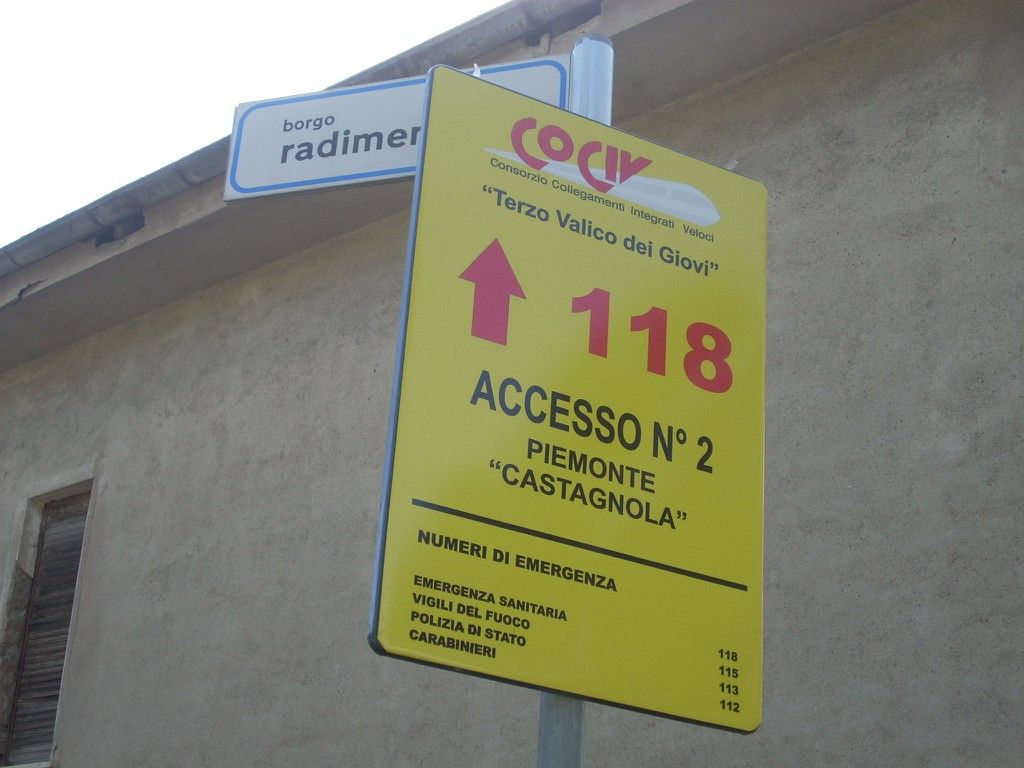 borgo
COCIV
Consorzio Collegamenti Integrati Veloci
"Terzo Valico dei Giovi"
118
ACCESSO N° 2
PIEMONTE
"CASTAGNOLA"
NUMERI DI EMERGENZA
EMERGENZA SANITARIA 118
VIGILI DEL FUOCO 115
POLIZIA DI STATO 113
CARABINIERI 112